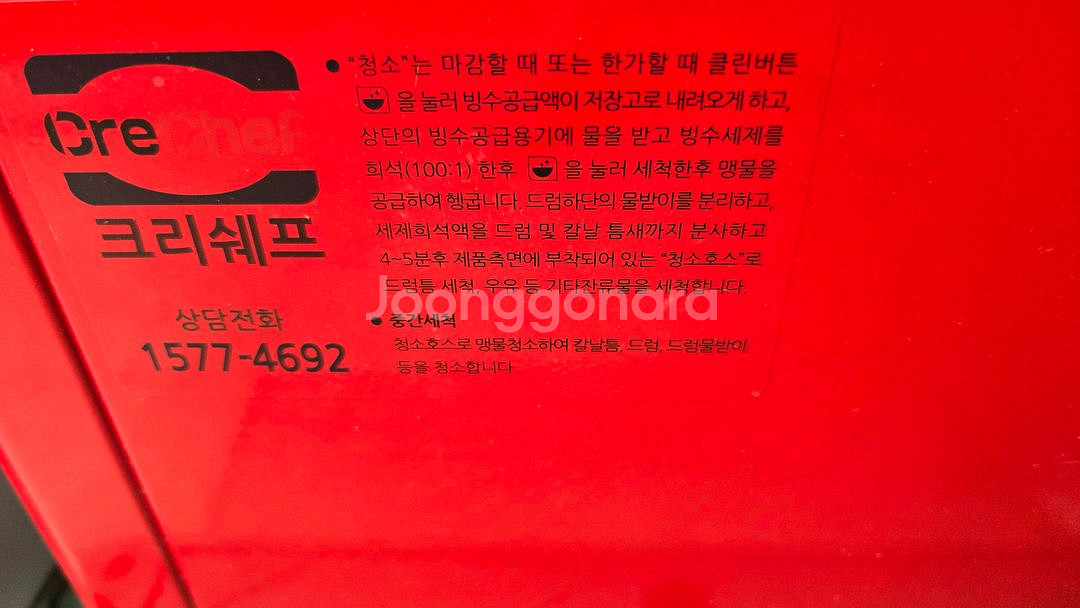 CreChef
크리쉐프
상담전화
1577-4692
● "청소"는 마감할 때 또는 한가할 때 클린버튼
을 눌러 빙수공급액이 저장고로 내려오게 하고,
상단의 빙수공급용기에 물을 받고 빙수세제를
희석(100:1) 한후 을 눌러 세척한후 맹물을
공급하여 헹굽니다. 드럼하단의 물받이를 분리하고,
세제희석액을 드럼 및 칼날 틈새까지 분사하고
4~5분후 제품측면에 부착되어 있는 "청소호스"로
드럼틈 세척, 우유 등 기타잔류물을 세척합니다.
● 중간세척
청소호스로 맹물청소하여 칼날틈, 드럼, 드럼물받이
등을 청소합니다.
Joonggonara